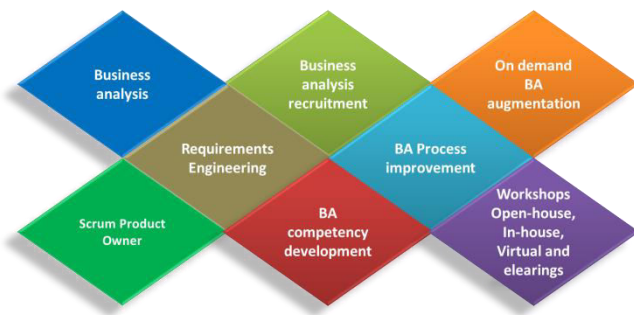 Business
analysis
Business
analysis
recruitment
On demand
BA
augmentation
Requirements
Engineering
BA Process
improvement
Scrum Product
Owner
BA
competency
development
Workshops
Open-house,
In-house,
Virtual and
elearings